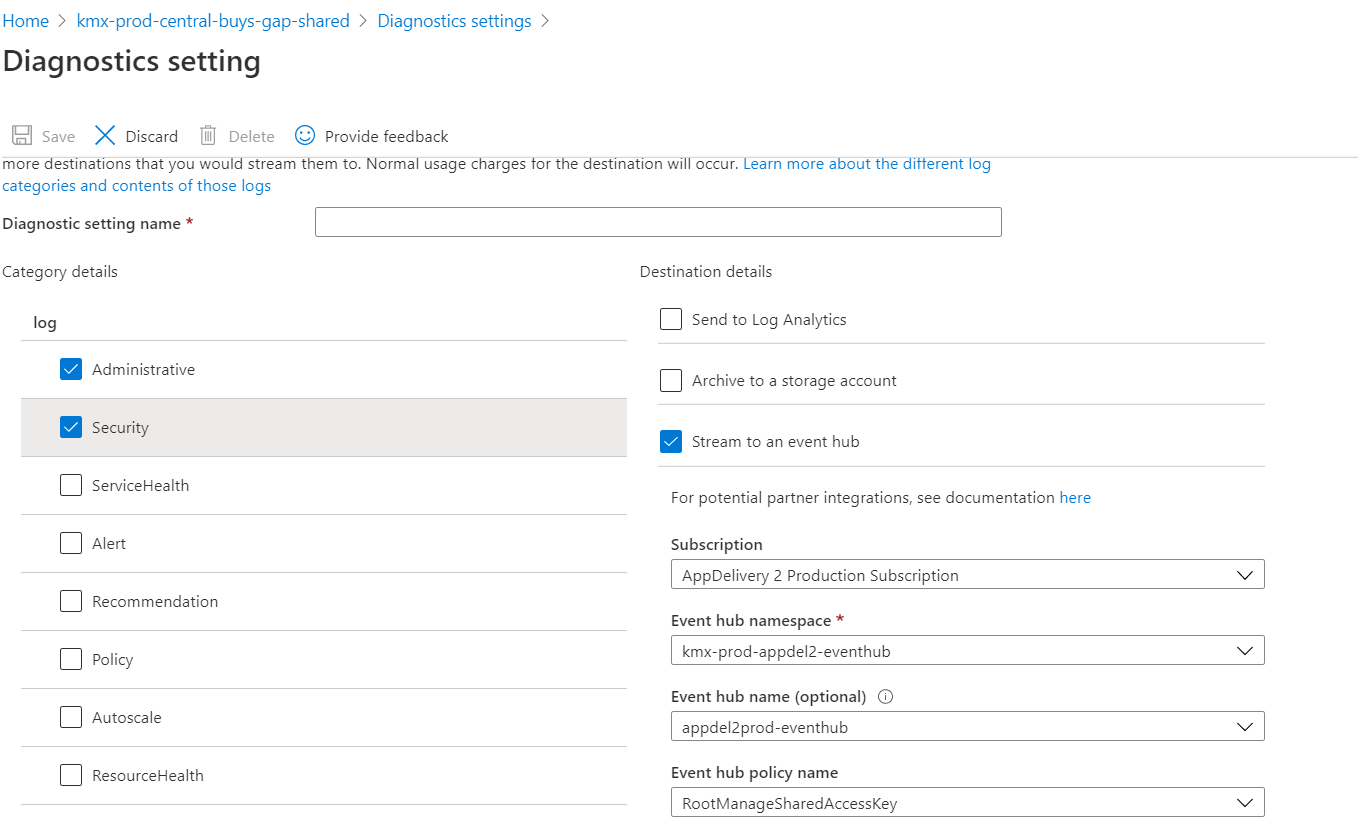 Home > kmx-prod-central-buys-gap-shared > Diagnostics settings >
Diagnostics setting
Save Discard Delete Provide feedback
more destinations that you would stream them to. Normal usage charges for the destination will occur. Learn more about the different log
categories and contents of those logs
Diagnostic setting name *
Category details
log
Administrative
Security
ServiceHealth
Alert
Recommendation
Policy
Autoscale
ResourceHealth
Destination details
Send to Log Analytics
Archive to a storage account
Stream to an event hub
For potential partner integrations, see documentation here
Subscription
AppDelivery 2 Production Subscription
Event hub namespace *
kmx-prod-appdel2-eventhub
Event hub name (optional)
appdel2prod-eventhub
Event hub policy name
RootManageSharedAccessKey